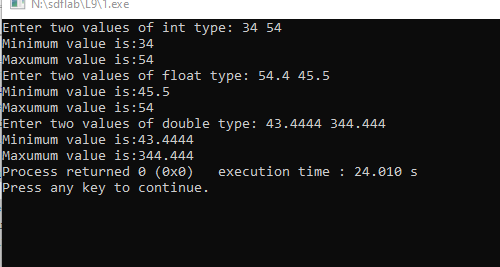 N:\sdflab\L9\1.exe
Enter two values of int type: 34 54
Minimum value is:34
Maxumum value is:54
Enter two values of float type: 54.4 45.5
Minimum value is:45.5
Maxumum value is:54
Enter two values of double type: 43.4444 344.444
Minimum value is:43.4444
Maxumum value is:344.444
Process returned 0 (0x0)   execution time : 24.010 s
Press any key to continue.